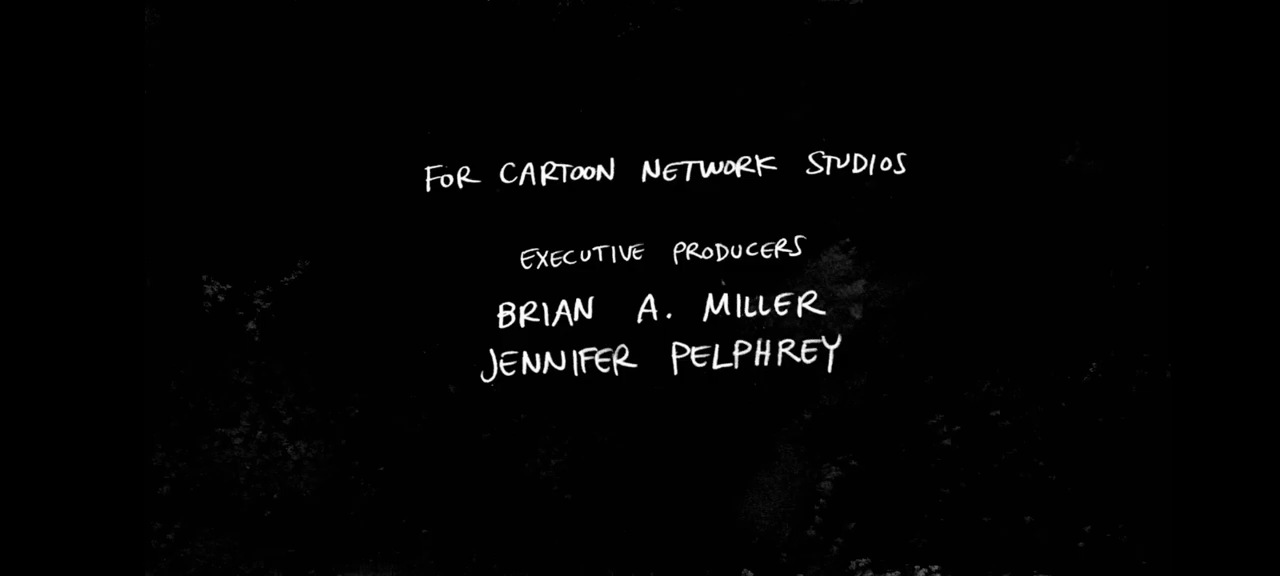 FOR CARTOON NETWORK STUDIOS
EXECUTIVE PRODUCERS
BRIAN A. MILLER
JENNIFER PELPHREY